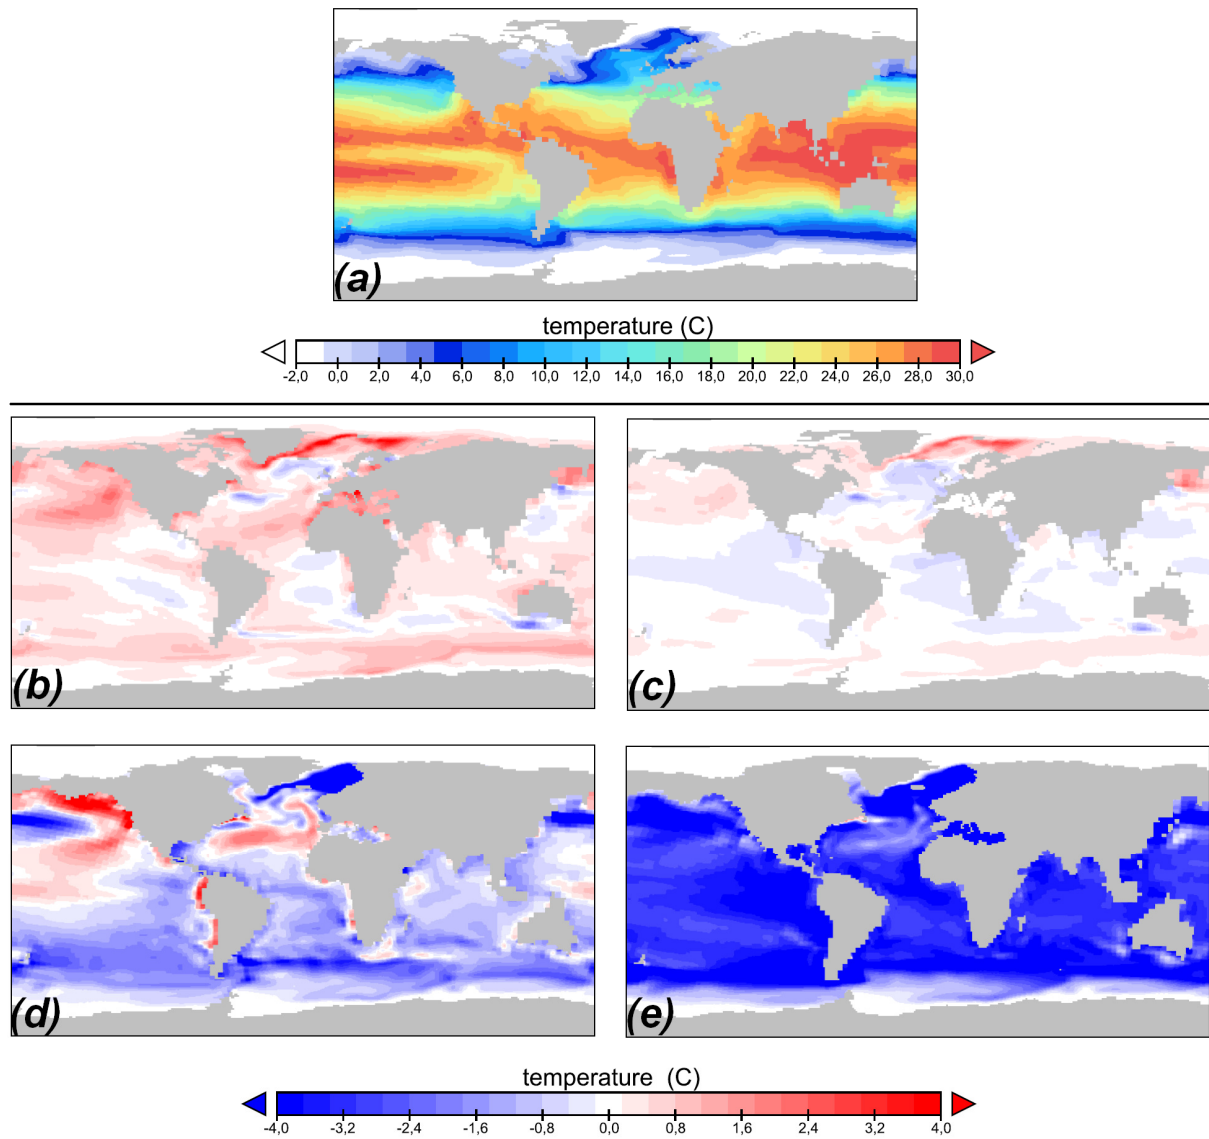 (a)
temperature (C)
-2,0 0,0 2,0 4,0 6,0 8,0 10,0 12,0 14,0 16,0 18,0 20,0 22,0 24,0 26,0 28,0 30,0
(b) (c)
(d) (e)
temperature (C)
-4,0 -3,2 -2,4 -1,6 -0,8 0,0 0,8 1,6 2,4 3,2 4,0